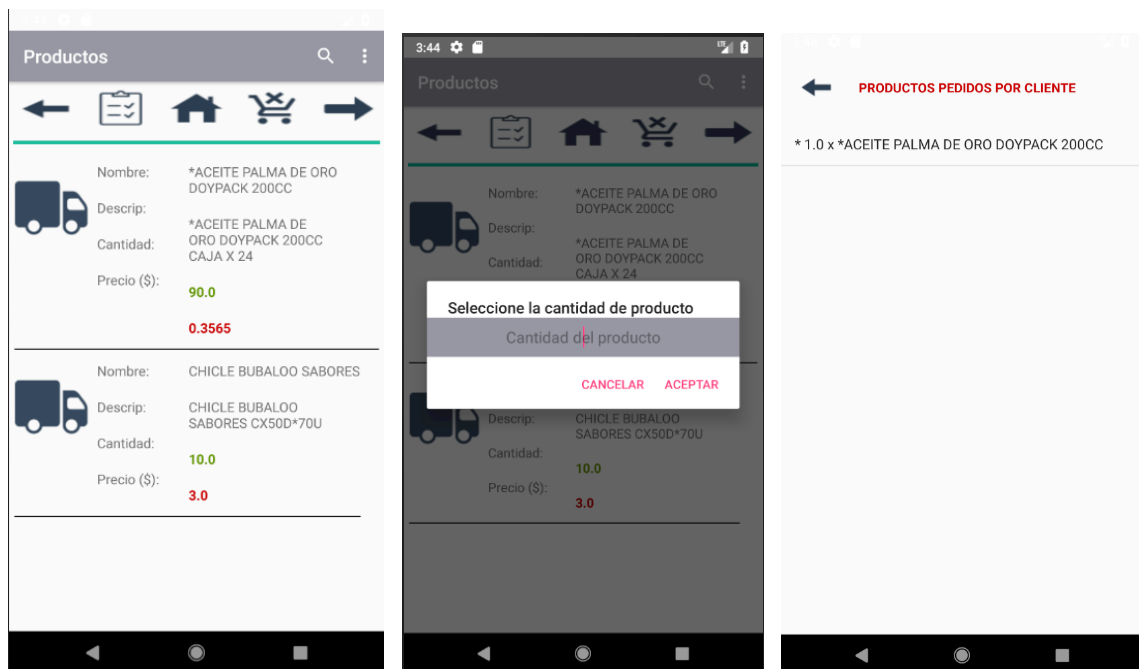 Productos
Nombre: *ACEITE PALMA DE ORO
DOYPACK 200CC
Descrip:
*ACEITE PALMA DE
Cantidad: ORO DOYPACK 200CC
CAJA X 24
Precio ($):
90.0
0.3565
Nombre: CHICLE BUBALOO SABORES
Descrip: CHICLE BUBALOO
SABORES CX50D*70U
Cantidad:
10.0
Precio ($):
3.0
3:44 LTE
Productos
Nombre: *ACEITE PALMA DE ORO
DOYPACK 200CC
Descrip:
*ACEITE PALMA DE
Cantidad: ORO DOYPACK 200CC
CAJA X 24
Seleccione la cantidad de producto
Cantidad del producto
CANCELAR ACEPTAR
Descrip: CHICLE BUBALOO
SABORES CX50D*70U
Cantidad:
10.0
Precio ($):
3.0
PRODUCTOS PEDIDOS POR CLIENTE
* 1.0 x *ACEITE PALMA DE ORO DOYPACK 200CC